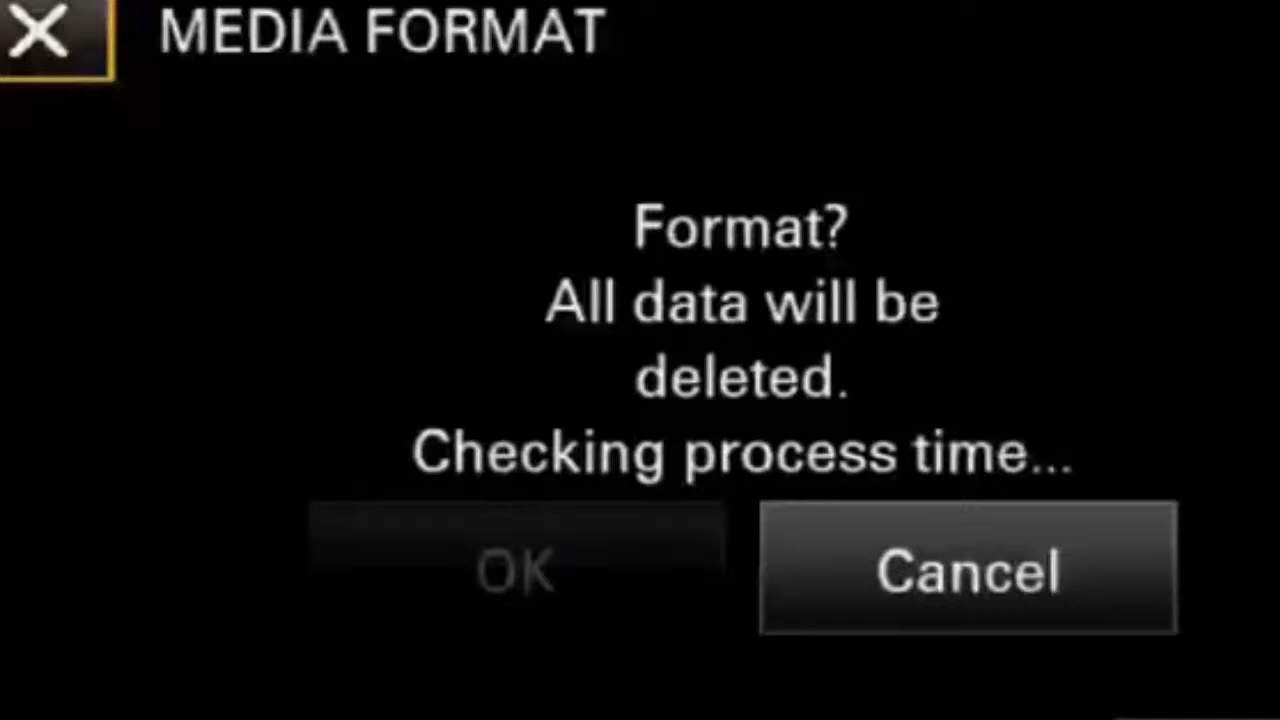 MEDIA FORMAT
Format?
All data will be
deleted.
Checking process time...
OK
Cancel